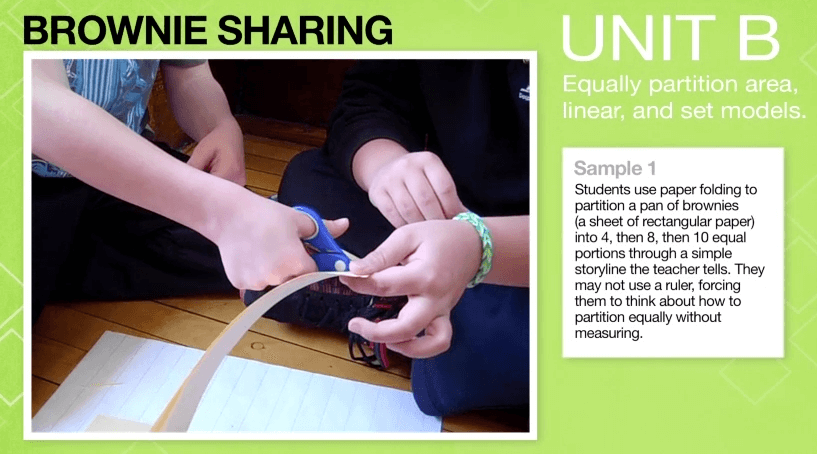 BROWNIE SHARING
UNIT B
Equally partition area,
linear, and set models.
Sample 1
Students use paper folding to
partition a pan of brownies
(a sheet of rectangular paper)
into 4, then 8, then 10 equal
portions through a simple
storyline the teacher tells. They
may not use a ruler, forcing
them to think about how to
partition equally without
measuring.